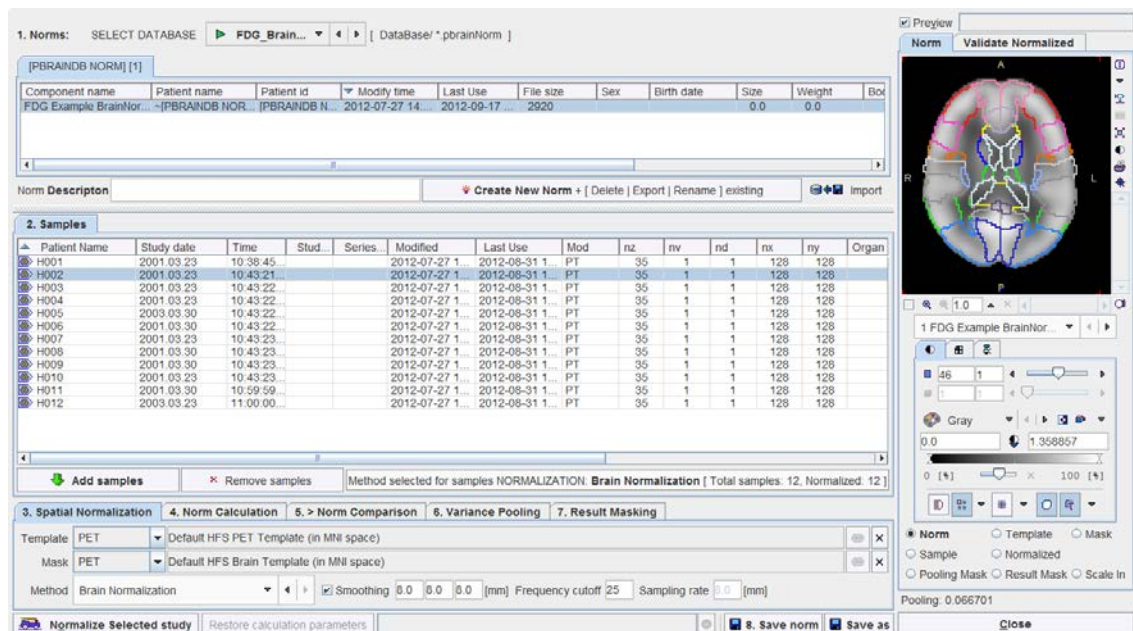 1. Norms: SELECT DATABASE FDG_Brain... [ DataBase/ *.pbrainNorm ]
[PBRAINDB NORM] [1]
Component name Patient name Patient id Modify time Last Use File size Sex Birth date Size Weight Bod
FDG Example BrainNor... ~[PBRAINDB NOR... [PBRAINDB N... 2012-07-27 14:... 2012-09-17 ... 2920 0.0 0.0
Norm Descripton Create New Norm + [ Delete | Export | Rename ] existing Import
2. Samples
Patient Name Study date Time Stud... Series... Modified Last Use Mod nz nv nd nx ny Organ
H001 2001.03.23 10:38:45... 2012-07-27 1... 2012-08-31 1... PT 35 1 1 128 128
H002 2001.03.23 10:43:21... 2012-07-27 1... 2012-08-31 1... PT 35 1 1 128 128
H003 2001.03.23 10:43:22... 2012-07-27 1... 2012-08-31 1... PT 35 1 1 128 128
H004 2001.03.23 10:43:22... 2012-07-27 1... 2012-08-31 1... PT 35 1 1 128 128
H005 2003.03.30 10:43:22... 2012-07-27 1... 2012-08-31 1... PT 35 1 1 128 128
H006 2001.03.30 10:43:22... 2012-07-27 1... 2012-08-31 1... PT 35 1 1 128 128
H007 2001.03.23 10:43:23... 2012-07-27 1... 2012-08-31 1... PT 35 1 1 128 128
H008 2001.03.30 10:43:23... 2012-07-27 1... 2012-08-31 1... PT 35 1 1 128 128
H009 2001.03.30 10:43:23... 2012-07-27 1... 2012-08-31 1... PT 35 1 1 128 128
H010 2001.03.23 10:43:23... 2012-07-27 1... 2012-08-31 1... PT 35 1 1 128 128
H011 2001.03.30 10:59:59... 2012-07-27 1... 2012-08-31 1... PT 35 1 1 128 128
H012 2003.03.23 11:00:00... 2012-07-27 1... 2012-08-31 1... PT 35 1 1 128 128
Add samples Remove samples Method selected for samples NORMALIZATION: Brain Normalization [ Total samples: 12, Normalized: 12 ]
3. Spatial Normalization 4. Norm Calculation 5. > Norm Comparison 6. Variance Pooling 7. Result Masking
Template PET Default HFS PET Template (in MNI space)
Mask PET Default HFS Brain Template (in MNI space)
Method Brain Normalization Smoothing 8.0 8.0 8.0 [mm] Frequency cutoff 25 Sampling rate 8.0 [mm]
Normalize Selected study Restore calculation parameters 8. Save norm Save as
Preview
Norm Validate Normalized
A
R L
P
1.0
1 FDG Example BrainNor...
46 1
1 1
Gray
0.0 1.358857
0 [%] 100 [%]
Norm Template Mask
Sample Normalized
Pooling Mask Result Mask Scale In
Pooling: 0.066701
Close